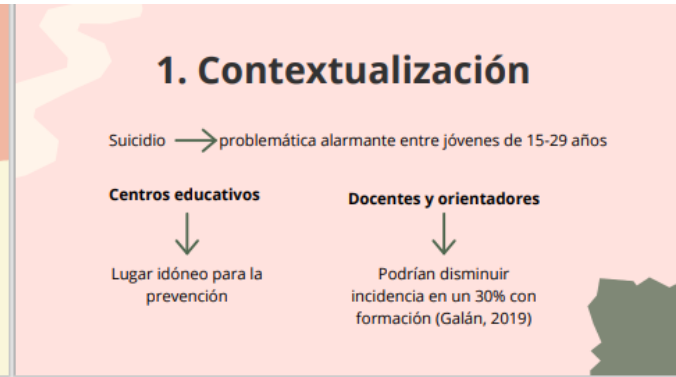 1. Contextualización
Suicidio problemática alarmante entre jóvenes de 15-29 años
Centros educativos
Lugar idóneo para la
prevención
Docentes y orientadores
Podrían disminuir
incidencia en un 30% con
formación (Galán, 2019)